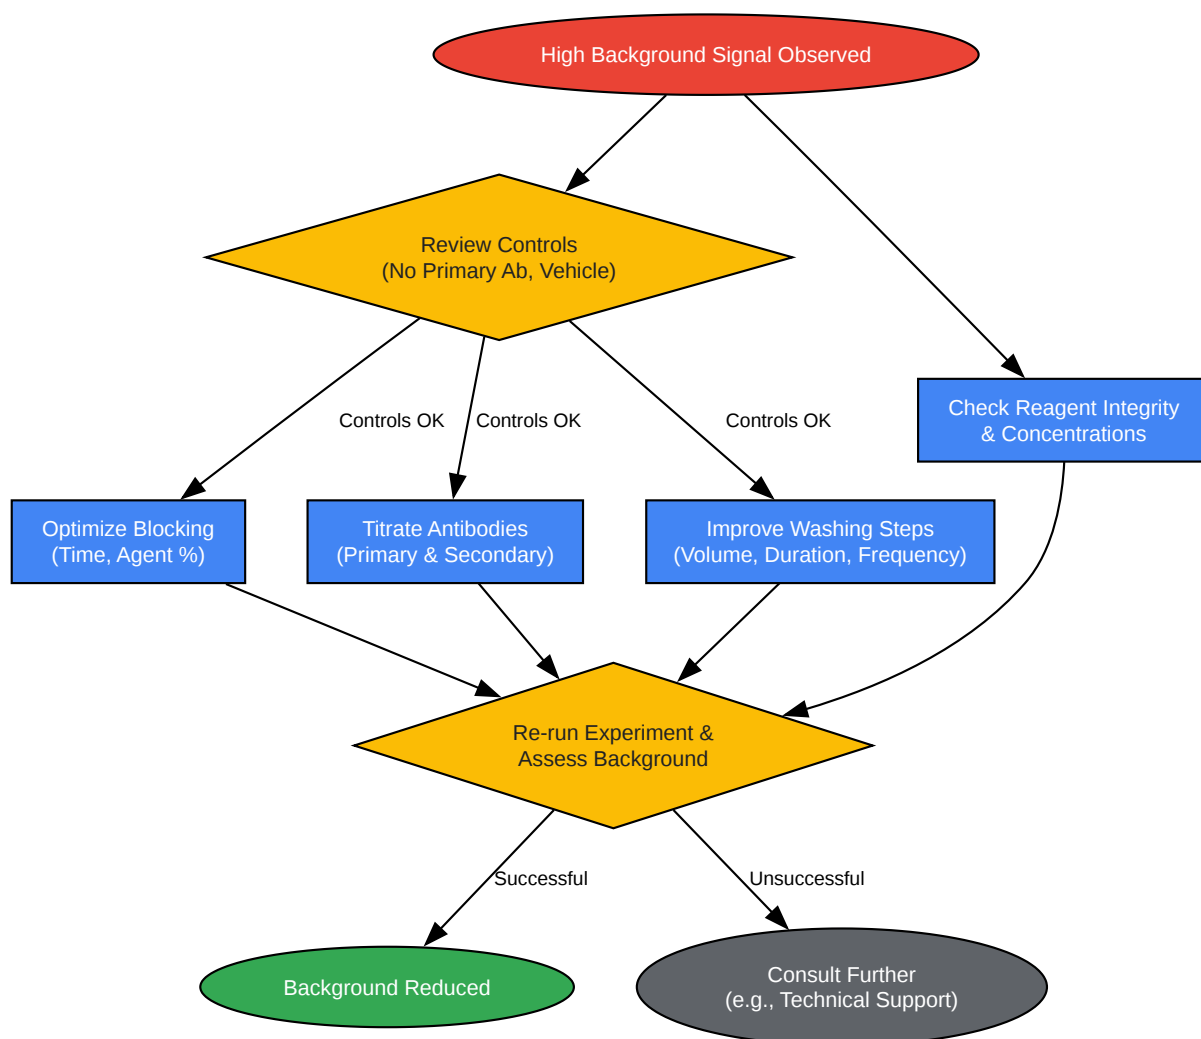 High Background Signal Observed
Review Controls
(No Primary Ab, Vehicle)
Controls OK
Controls OK
Controls OK
Check Reagent Integrity
& Concentrations
Optimize Blocking
(Time, Agent %)
Titrate Antibodies
(Primary & Secondary)
Improve Washing Steps
(Volume, Duration, Frequency)
Re-run Experiment &
Assess Background
Successful
Unsuccessful
Background Reduced
Consult Further
(e.g., Technical Support)